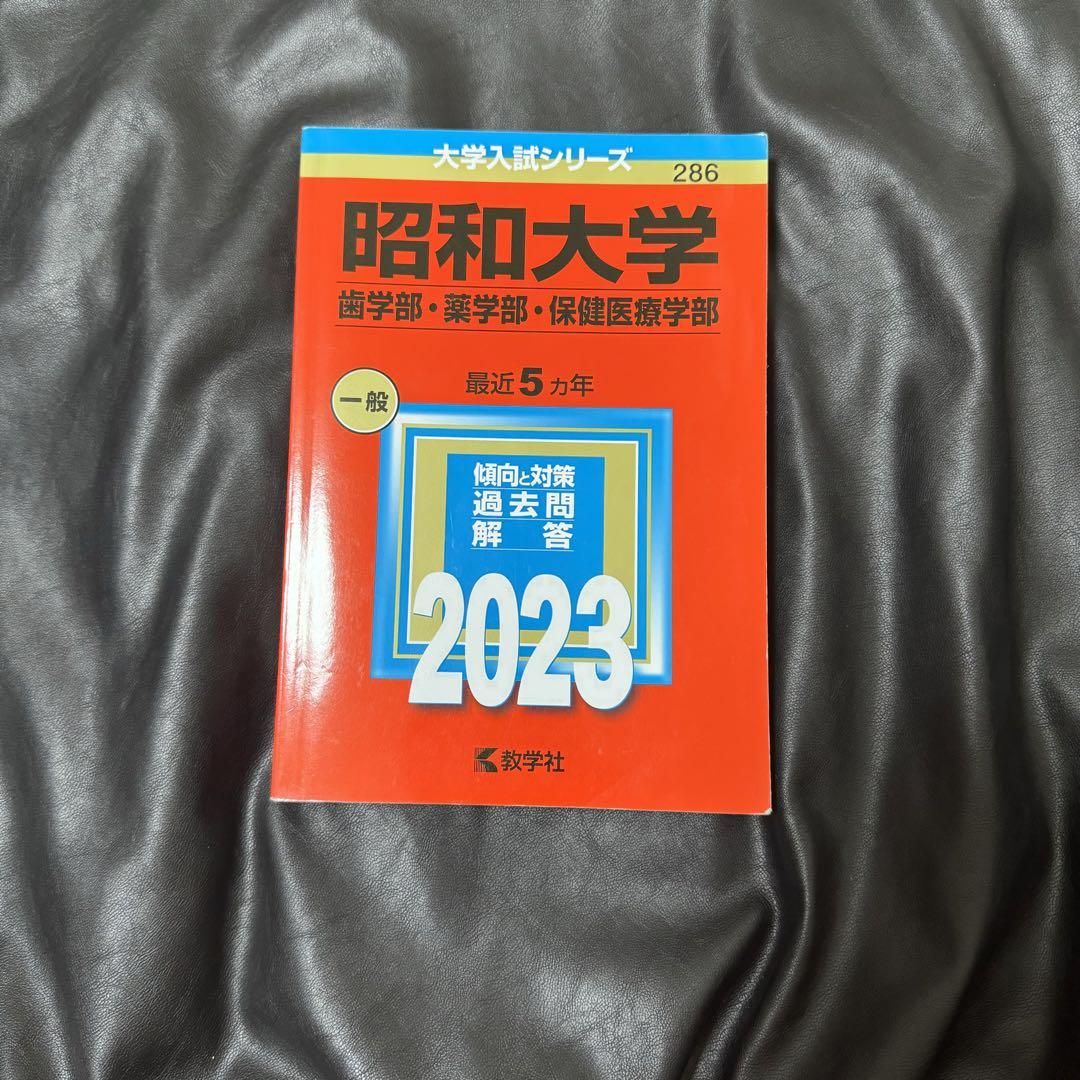 大学入試シリーズ
286
昭和大学
歯学部・薬学部・保健医療学部
最近5カ年
一般
傾向と対策
過去問
解答
2023
教学社